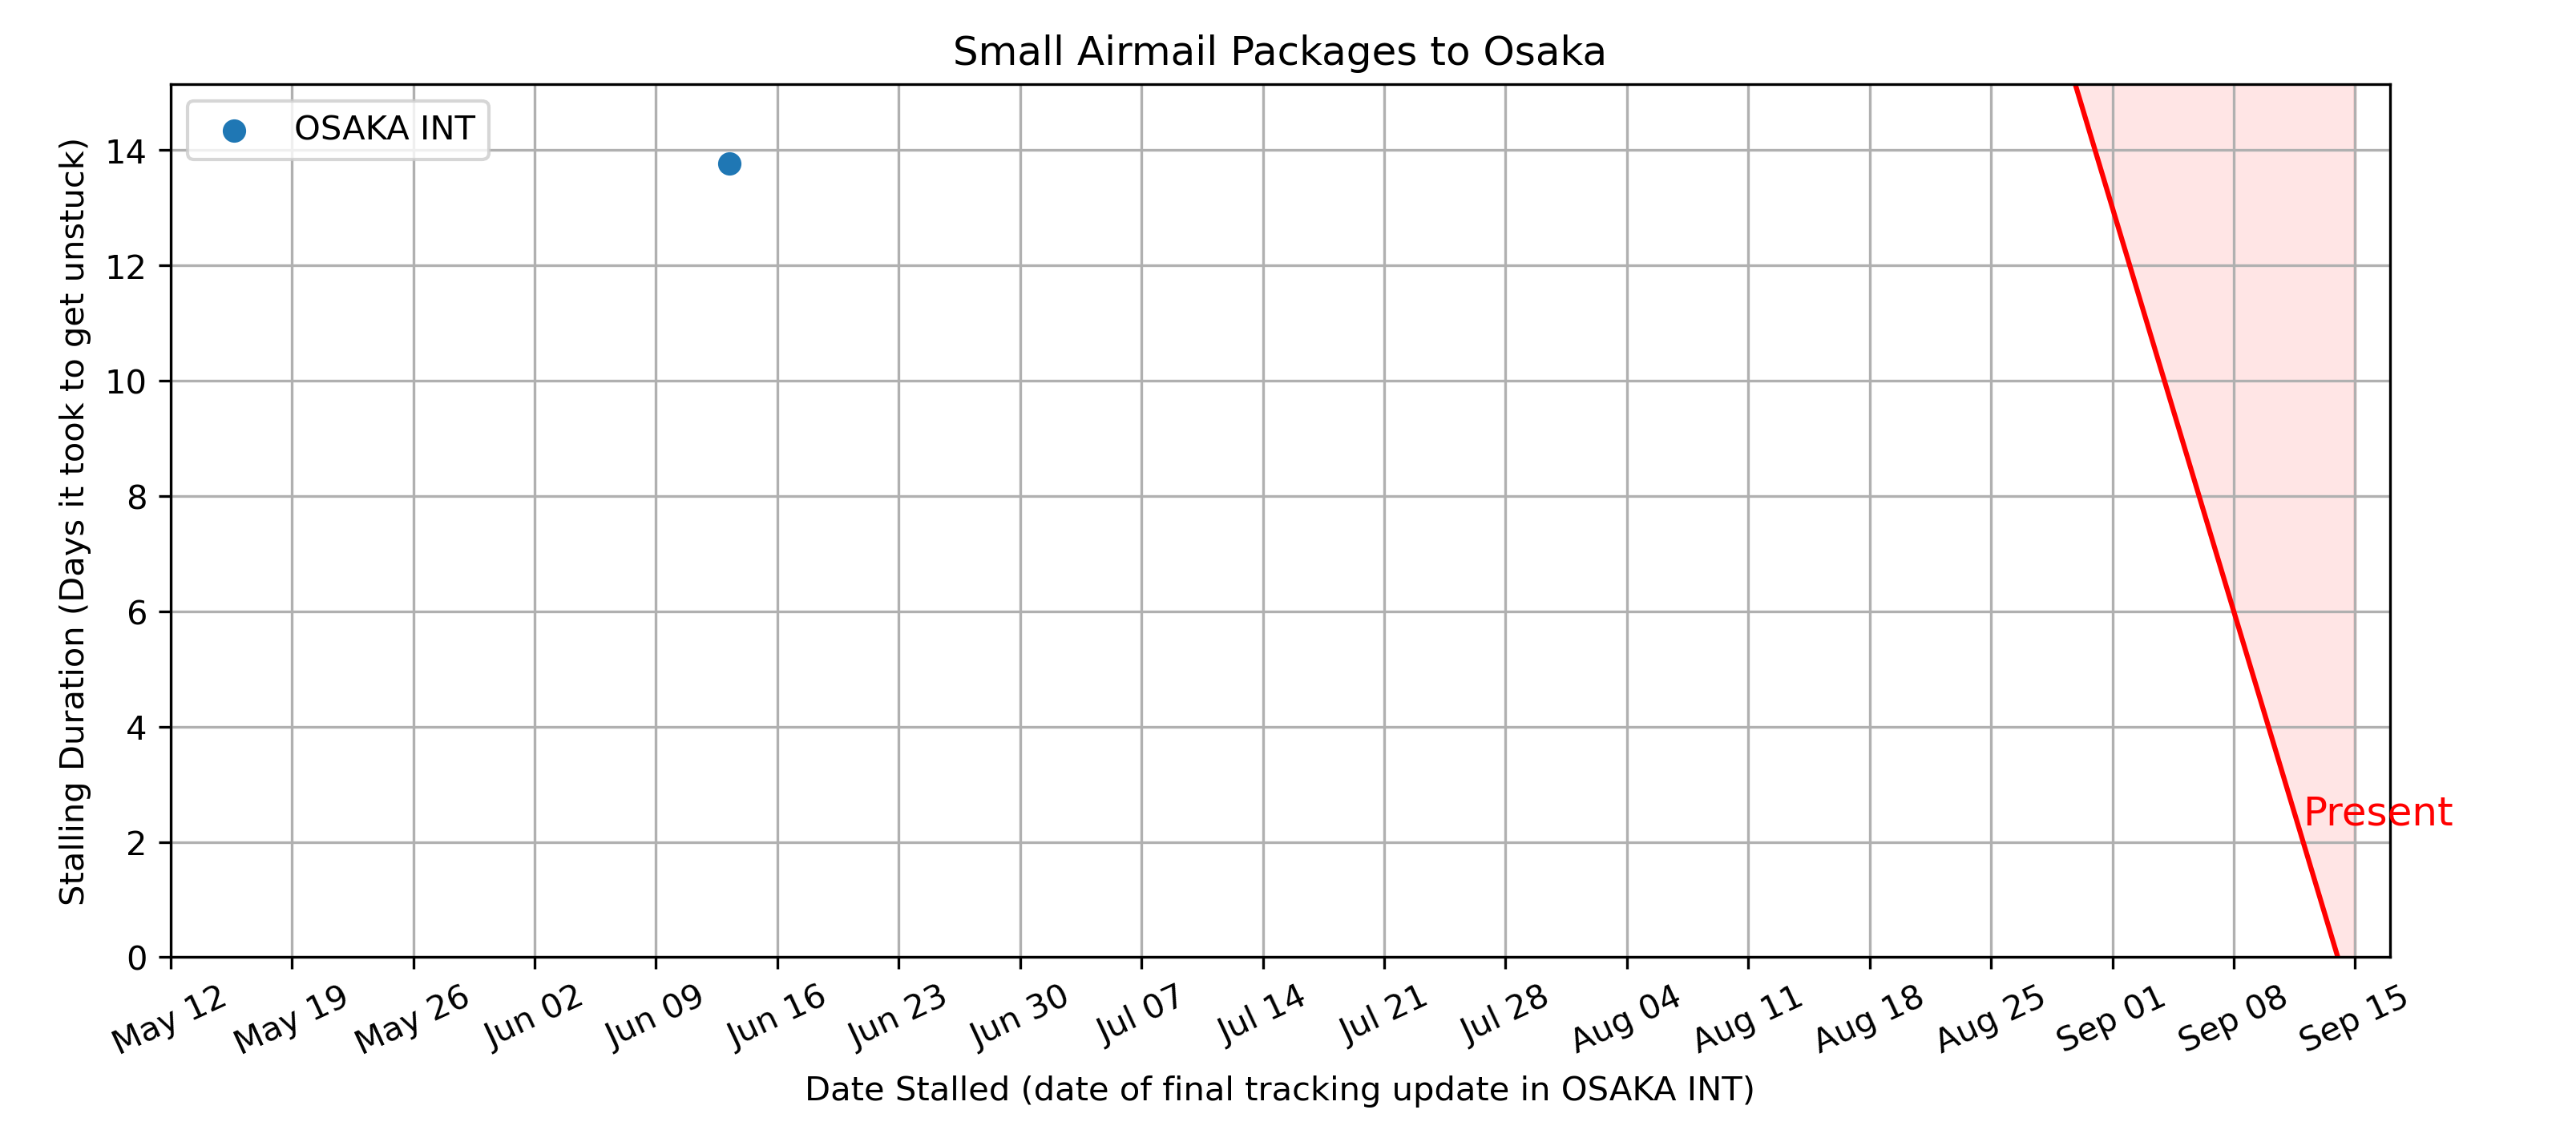 Small Airmail Packages to Osaka
OSAKA INT
Stalling Duration (Days it took to get unstuck)
14
12
10
8
6
4
2
0
Present
May 12
May 19
May 26
Jun 02
Jun 09
Jun 16
Jun 23
Jun 30
Jul 07
Jul 14
Jul 21
Jul 28
Aug 04
Aug 11
Aug 18
Aug 25
Sep 01
Sep 08
Sep 15
Date Stalled (date of final tracking update in OSAKA INT)